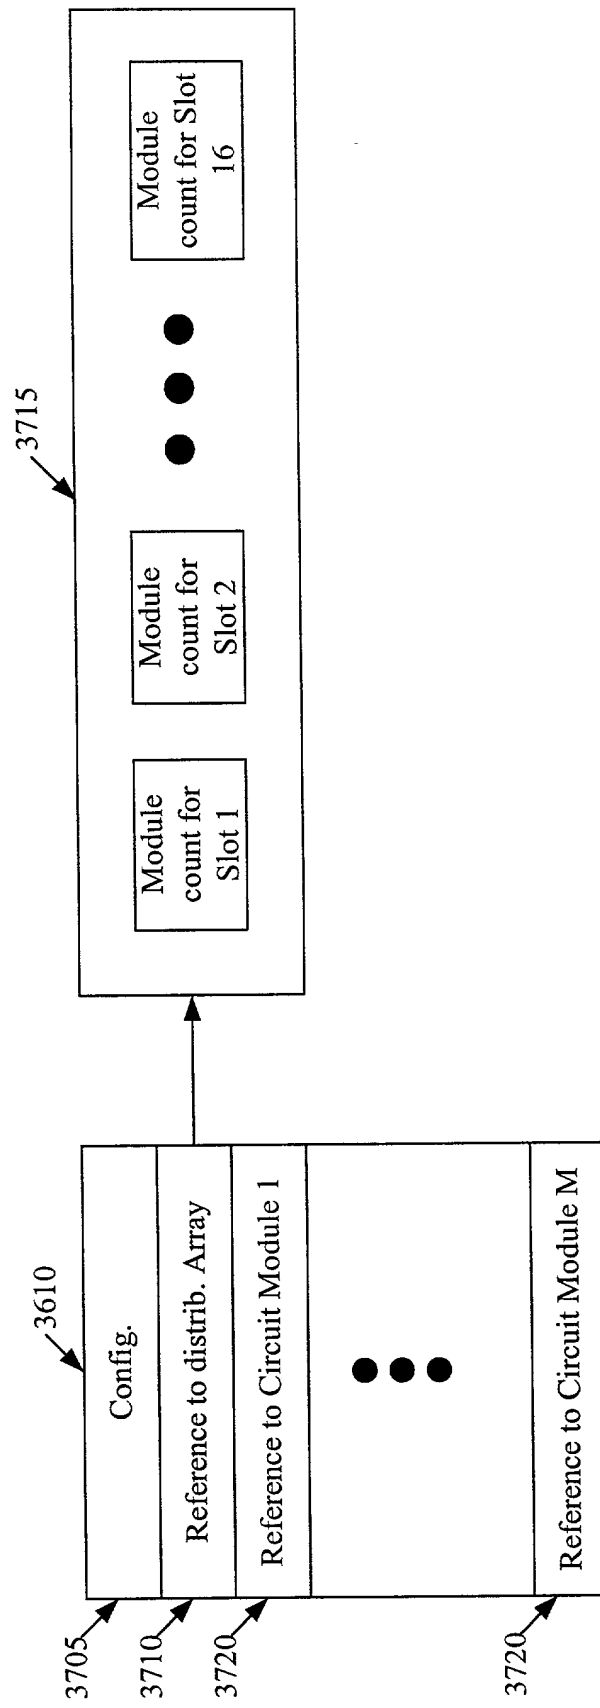 3610
3705
Config.
3710
Reference to distrib. Array
3720
Reference to Circuit Module 1
3720
Reference to Circuit Module M
3715
Module
count for
Slot 1
Module
count for
Slot 2
Module
count for Slot
16